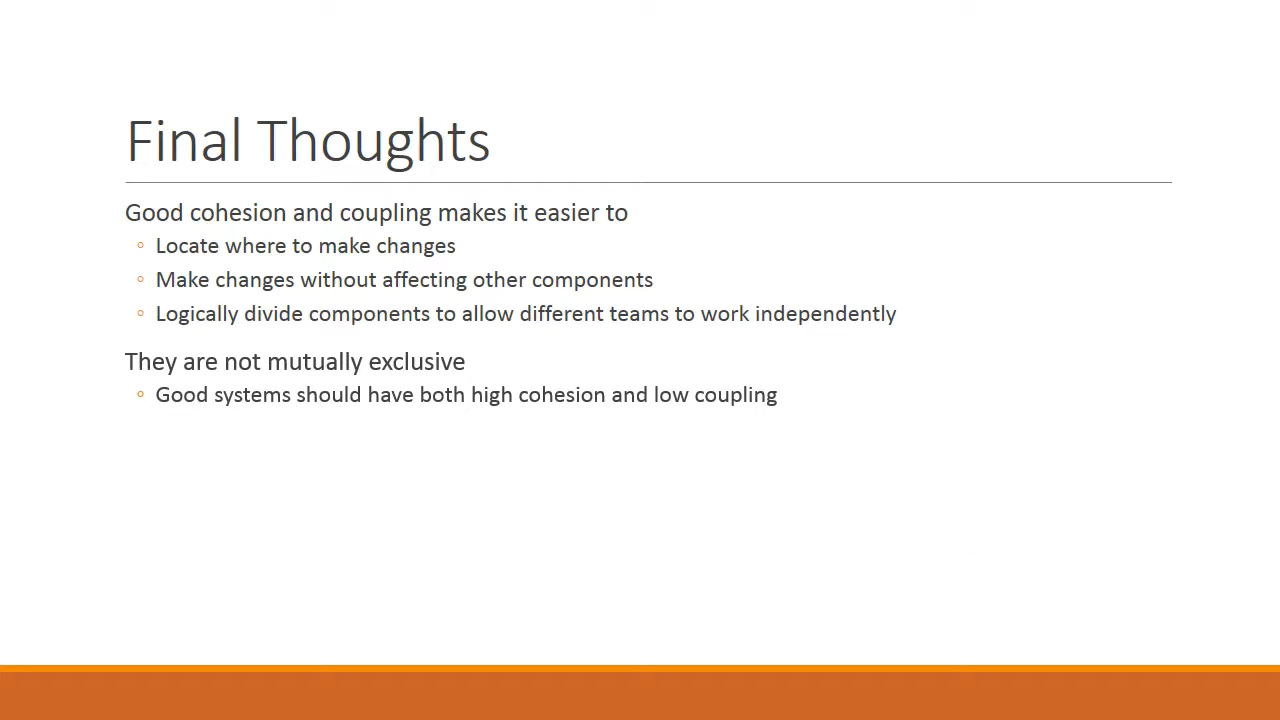 Final Thoughts
Good cohesion and coupling makes it easier to
◦ Locate where to make changes
◦ Make changes without affecting other components
◦ Logically divide components to allow different teams to work independently
They are not mutually exclusive
◦ Good systems should have both high cohesion and low coupling